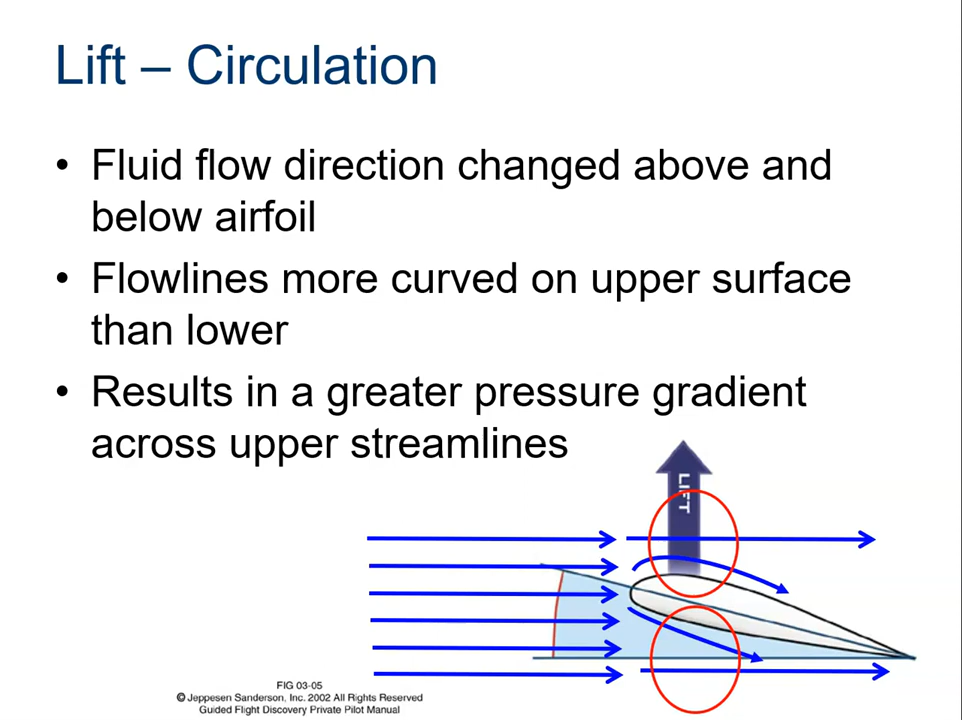 Lift – Circulation
• Fluid flow direction changed above and
below airfoil
• Flowlines more curved on upper surface
than lower
• Results in a greater pressure gradient
across upper streamlines
LIFT
FIG 03-05
© Jeppesen Sanderson, Inc. 2002 All Rights Reserved
Guided Flight Discovery Private Pilot Manual